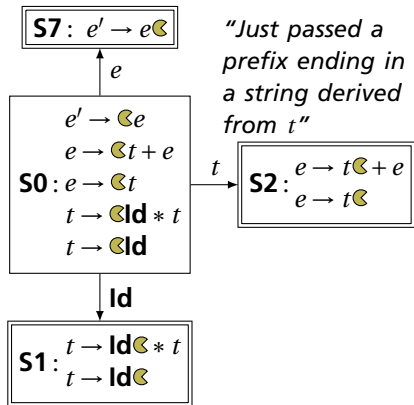 S7: e′ → e
e
"Just passed a
prefix ending in
a string derived
from t"
e′ → e
e → t + e
S0: e → t
t → Id ∗ t
t → Id
t
S2: e → t + e
e → t
Id
S1: t → Id ∗ t
t → Id